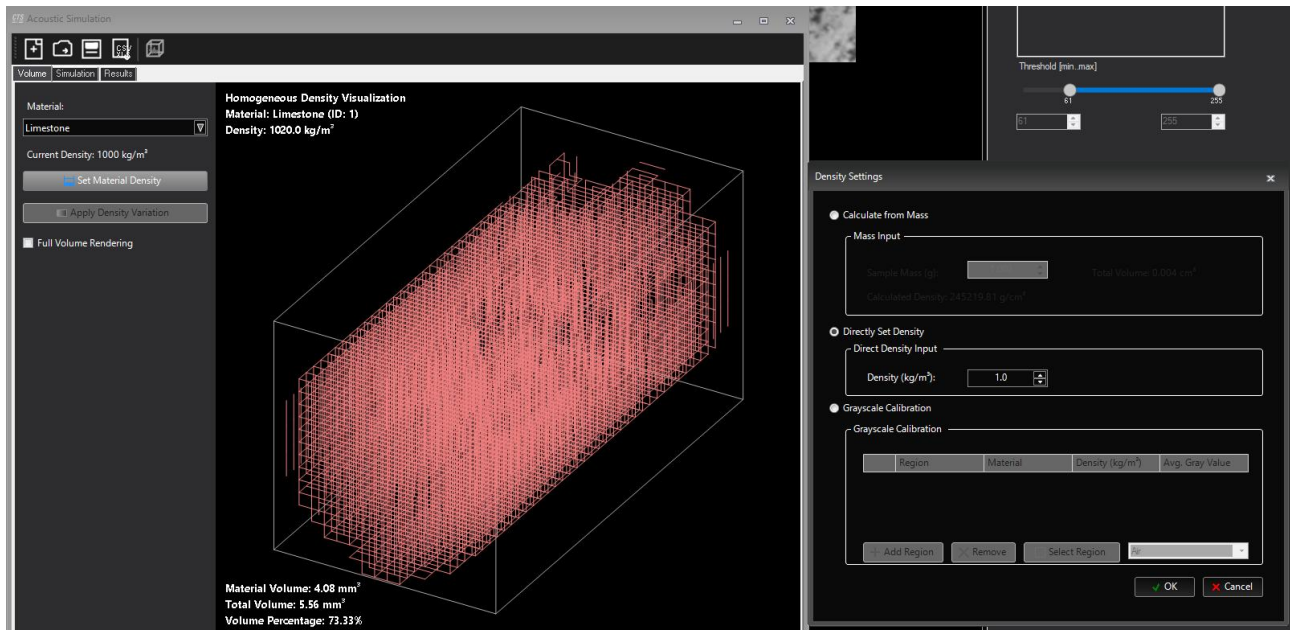 Acoustic Simulation
CSV
Volume Simulation Results
Material:
Limestone
Current Density: 1000 kg/m³
Set Material Density
Apply Density Variation
Full Volume Rendering
Homogeneous Density Visualization
Material: Limestone (ID: 1)
Density: 1020.0 kg/m³
Material Volume: 4.08 mm³
Total Volume: 5.56 mm³
Volume Percentage: 73.33%
Threshold [min..max]
61 255
61 255
Density Settings
Calculate from Mass
Mass Input
Sample Mass (g):
Total Volume: 0.004 cm³
Calculated Density: 245219.81 g/cm³
Directly Set Density
Direct Density Input
Density (kg/m³): 1.0
Grayscale Calibration
Grayscale Calibration
Region Material Density (kg/m³) Avg. Gray Value
Add Region Remove Select Region Air
OK Cancel